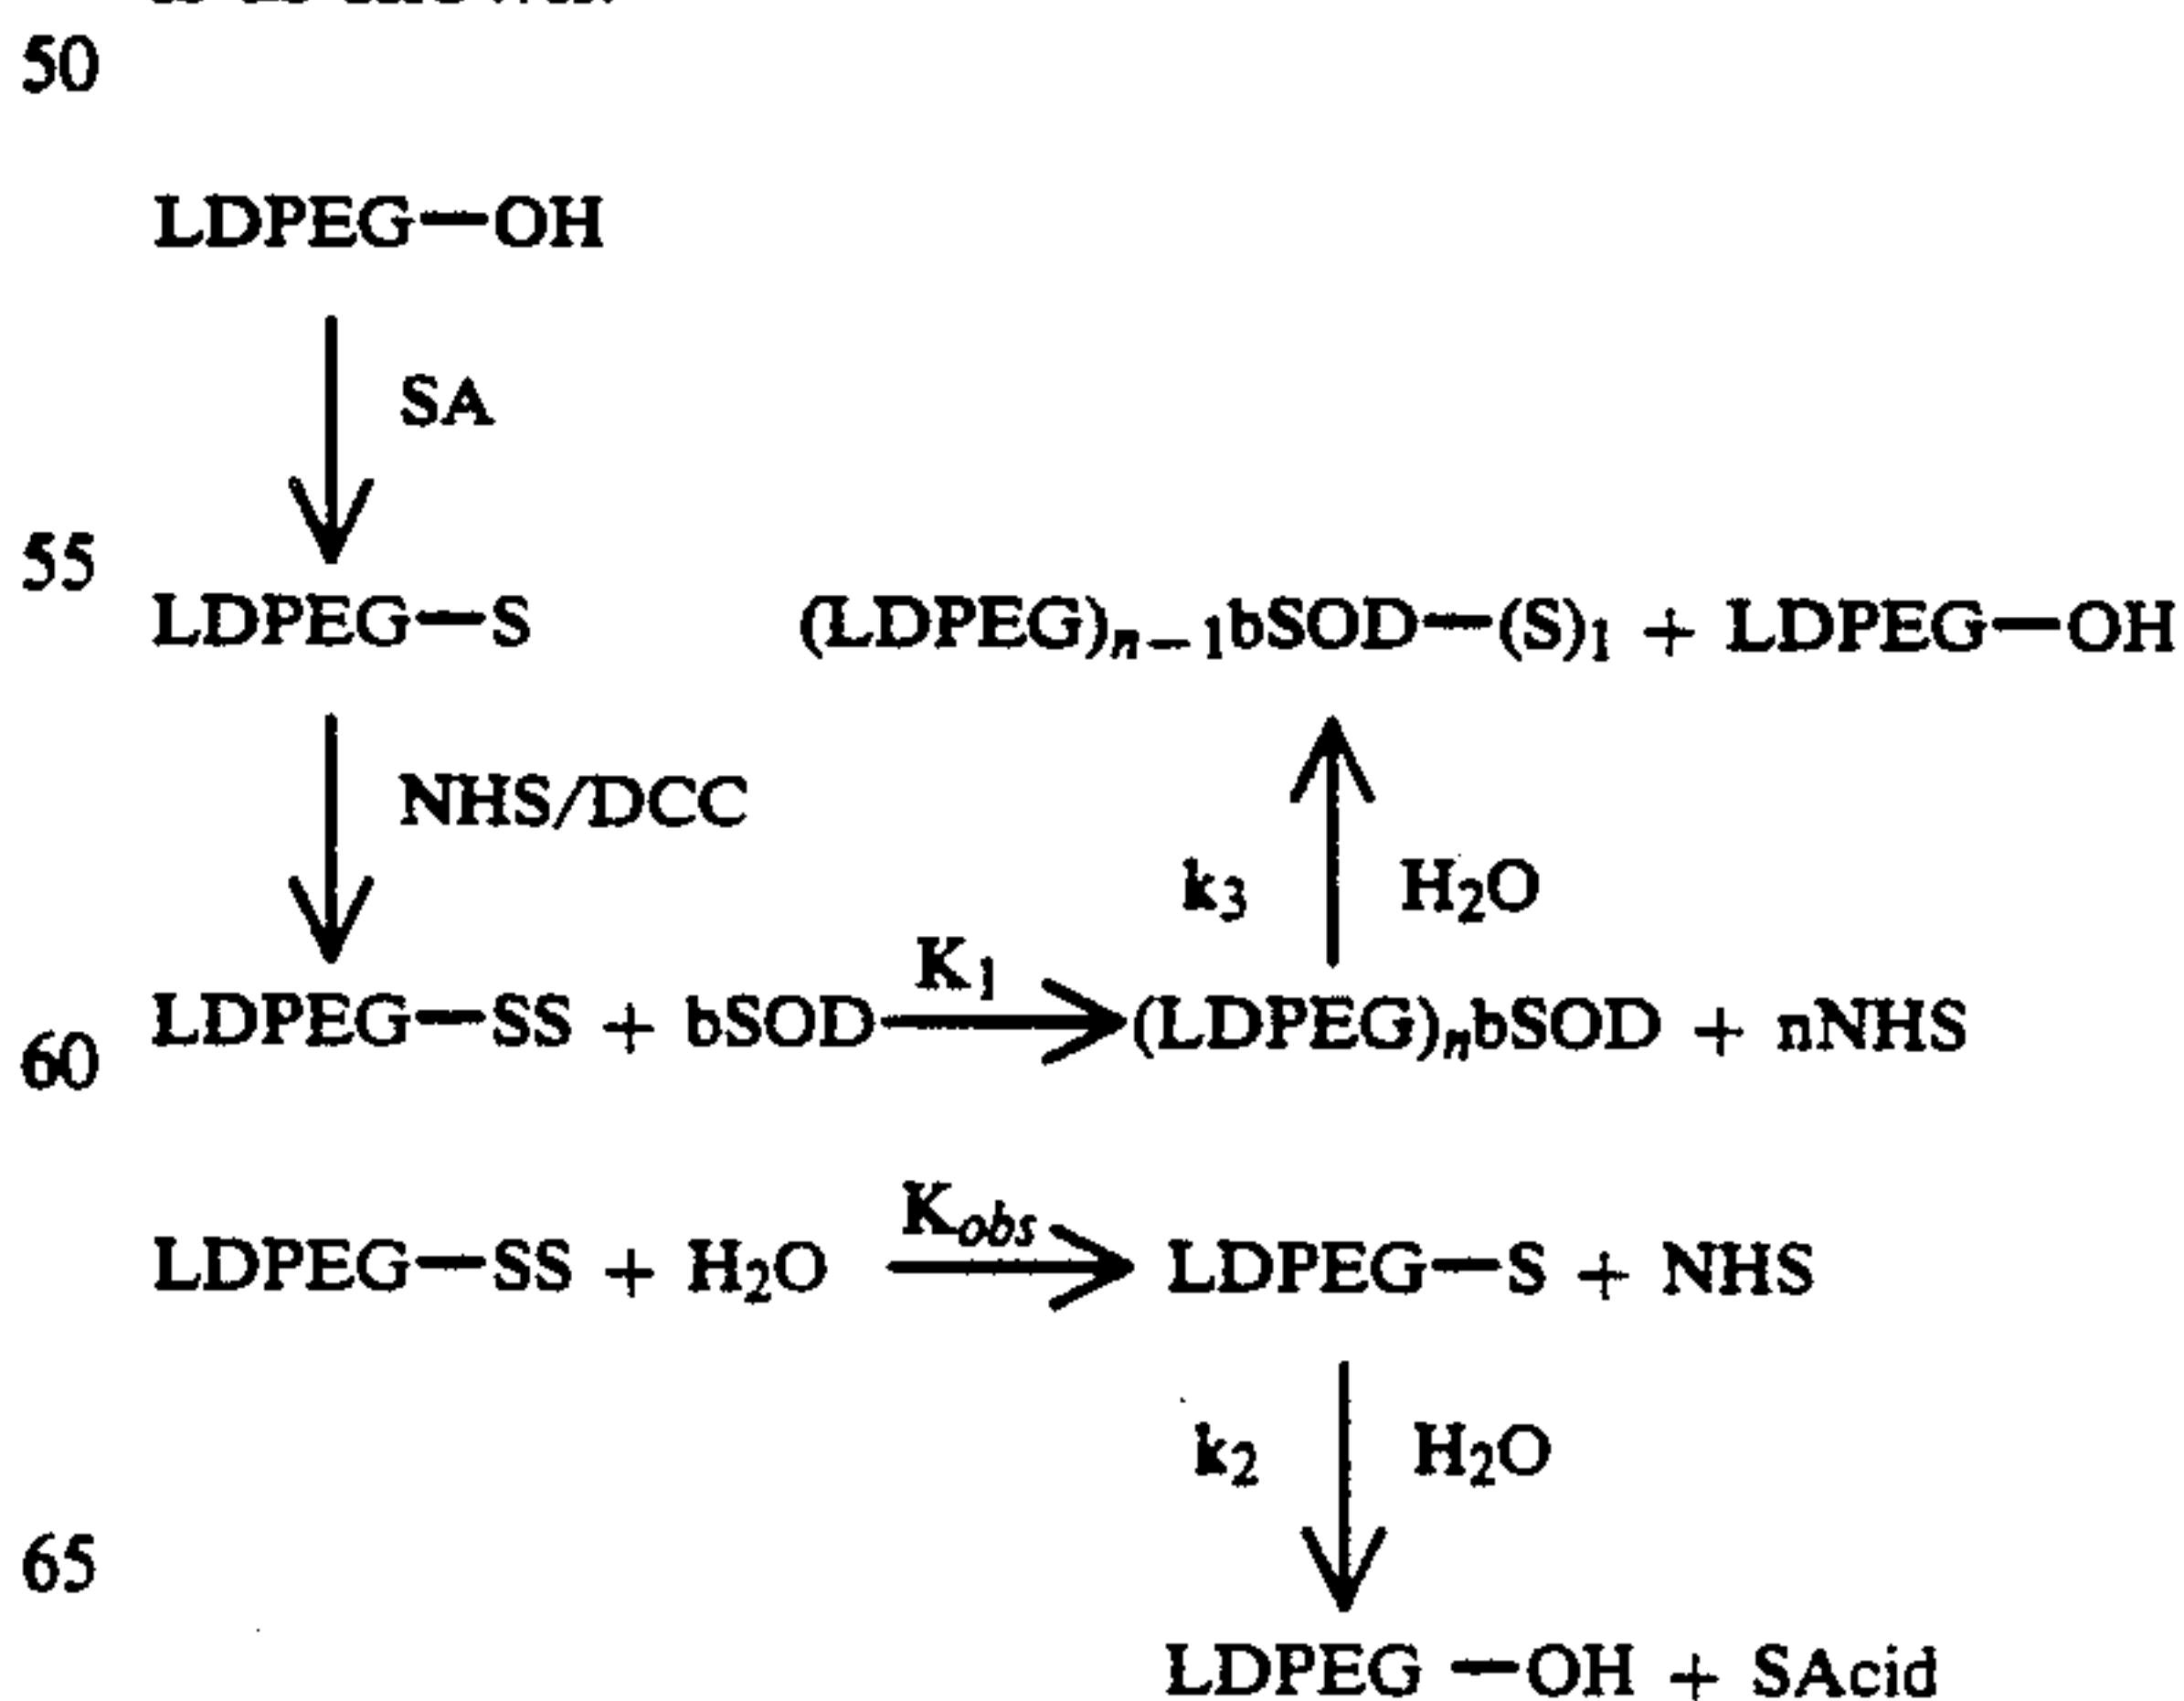 50
LDPEG—OH
SA
55
LDPEG—S (LDPEG)n−1bSOD—(S)1 + LDPEG—OH
NHS/DCC
k3 H2O
K1
LDPEG—SS + bSOD (LDPEG)nbSOD + nNHS
60
Kobs
LDPEG—SS + H2O LDPEG—S + NHS
k2 H2O
65
LDPEG —OH + SAcid